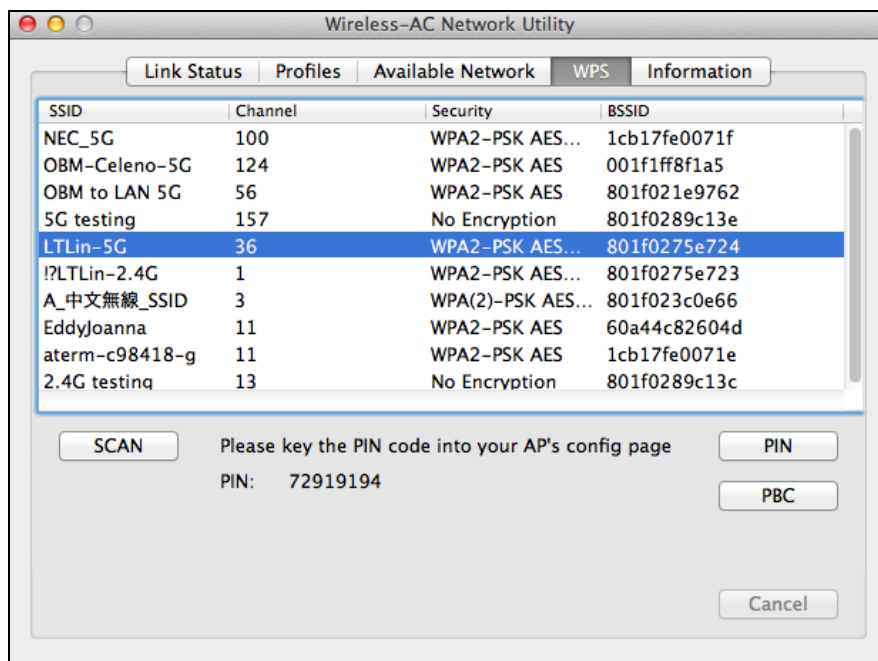 Wireless-AC Network Utility
Link Status Profiles Available Network WPS Information
SSID Channel Security BSSID
NEC_5G 100 WPA2-PSK AES... 1cb17fe0071f
OBM-Celeno-5G 124 WPA2-PSK AES 001f1ff8f1a5
OBM to LAN 5G 56 WPA2-PSK AES 801f021e9762
5G testing 157 No Encryption 801f0289c13e
LTLin-5G 36 WPA2-PSK AES... 801f0275e724
!?LTLin-2.4G 1 WPA2-PSK AES... 801f0275e723
A_中文無線_SSID 3 WPA(2)-PSK AES... 801f023c0e66
EddyJoanna 11 WPA2-PSK AES 60a44c82604d
aterm-c98418-g 11 WPA2-PSK AES 1cb17fe0071e
2.4G testing 13 No Encryption 801f0289c13c
SCAN Please key the PIN code into your AP's config page PIN
PIN: 72919194
PBC
Cancel